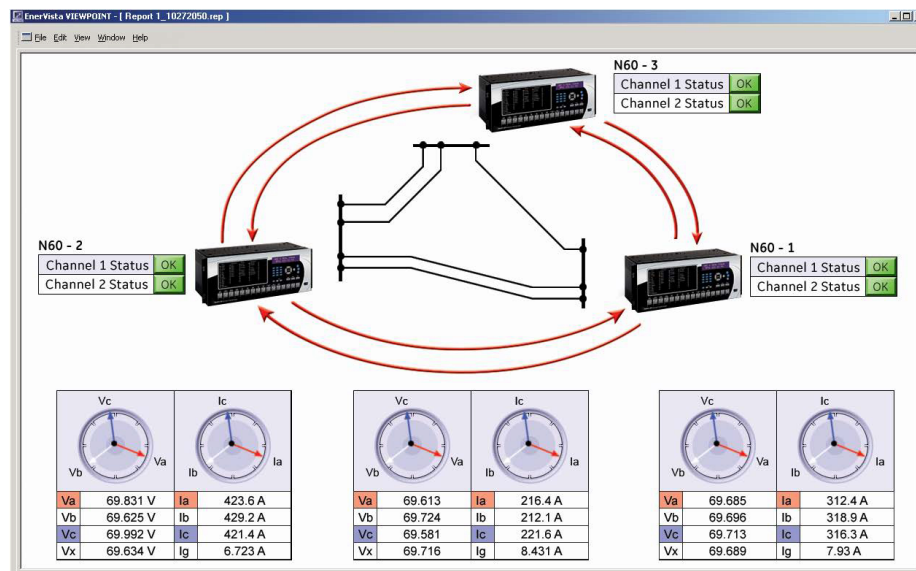 EnerVista VIEWPOINT - [ Report 1_10272050.rep ]
File Edit View Window Help
N60 - 3
Channel 1 Status OK
Channel 2 Status OK
N60 - 2
Channel 1 Status OK
Channel 2 Status OK
N60 - 1
Channel 1 Status OK
Channel 2 Status OK
Vc Ic Vc Ic Vc Ic
Vb Va Ib Ia Vb Va Ib Ia Vb Va Ib Ia
Va 69.831 V Ia 423.6 A
Vb 69.625 V Ib 429.2 A
Vc 69.992 V Ic 421.4 A
Vx 69.634 V Ig 6.723 A
Va 69.613 Ia 216.4 A
Vb 69.724 Ib 212.1 A
Vc 69.581 Ic 221.6 A
Vx 69.716 Ig 8.431 A
Va 69.685 Ia 312.4 A
Vb 69.696 Ib 318.9 A
Vc 69.713 Ic 316.3 A
Vx 69.689 Ig 7.93 A